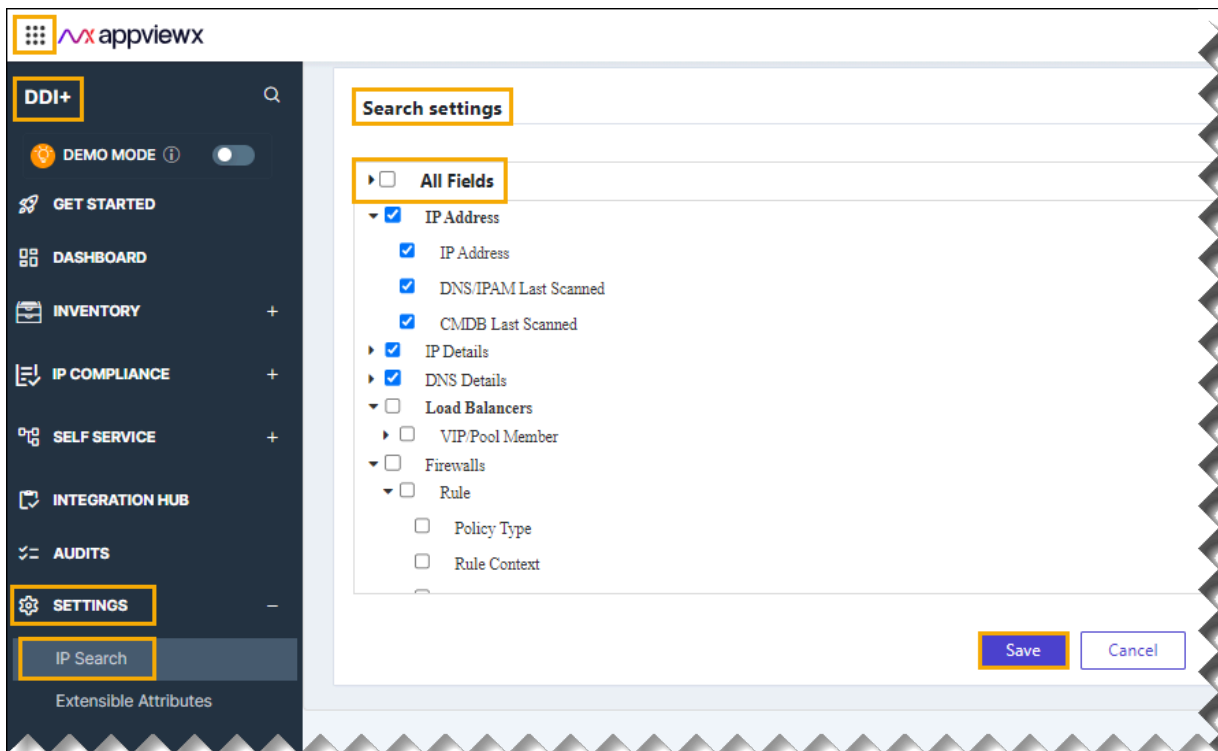 appviewx
DDI+
DEMO MODE
GET STARTED
DASHBOARD
INVENTORY +
IP COMPLIANCE +
SELF SERVICE +
INTEGRATION HUB
AUDITS
SETTINGS −
IP Search
Extensible Attributes
Search settings
All Fields
IP Address
IP Address
DNS/IPAM Last Scanned
CMDB Last Scanned
IP Details
DNS Details
Load Balancers
VIP/Pool Member
Firewalls
Rule
Policy Type
Rule Context
Save Cancel